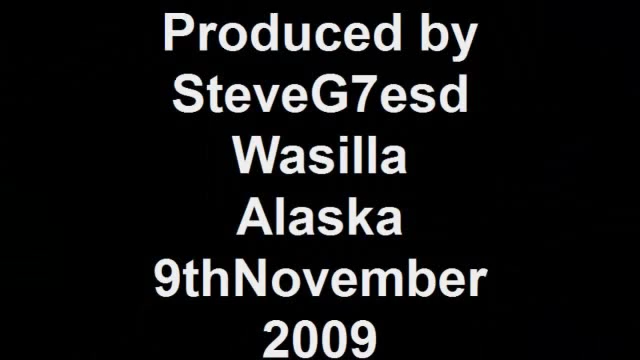 Produced by
SteveG7esd
Wasilla
Alaska
9thNovember
2009